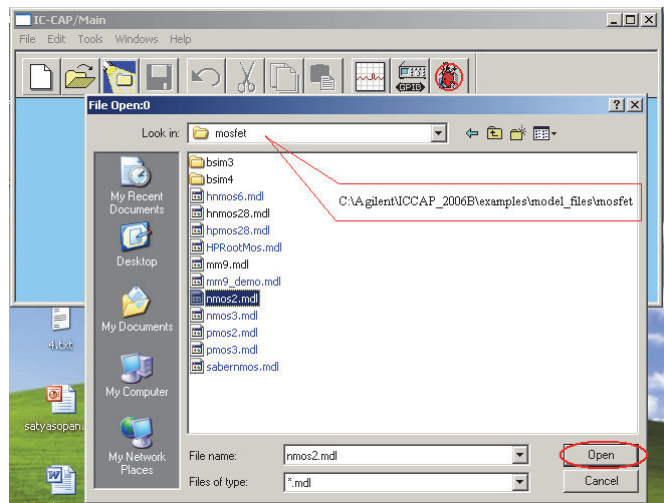 IC-CAP/Main
File Edit Tools Windows Help
GPIB
File Open:0
Look in: mosfet
bsim3
bsim4
hnmos6.mdl
hnmos28.mdl
hpmos28.mdl
HPRootMos.mdl
mm9.mdl
mm9_demo.mdl
nmos2.mdl
nmos3.mdl
pmos2.mdl
pmos3.mdl
sabernmos.mdl
C:\Agilent\ICCAP_2006B\examples\model_files\mosfet
My Recent
Documents
Desktop
My Documents
My Computer
My Network
Places
File name: nmos2.mdl Open
Files of type: *.mdl Cancel
4.txt
satyasopan.